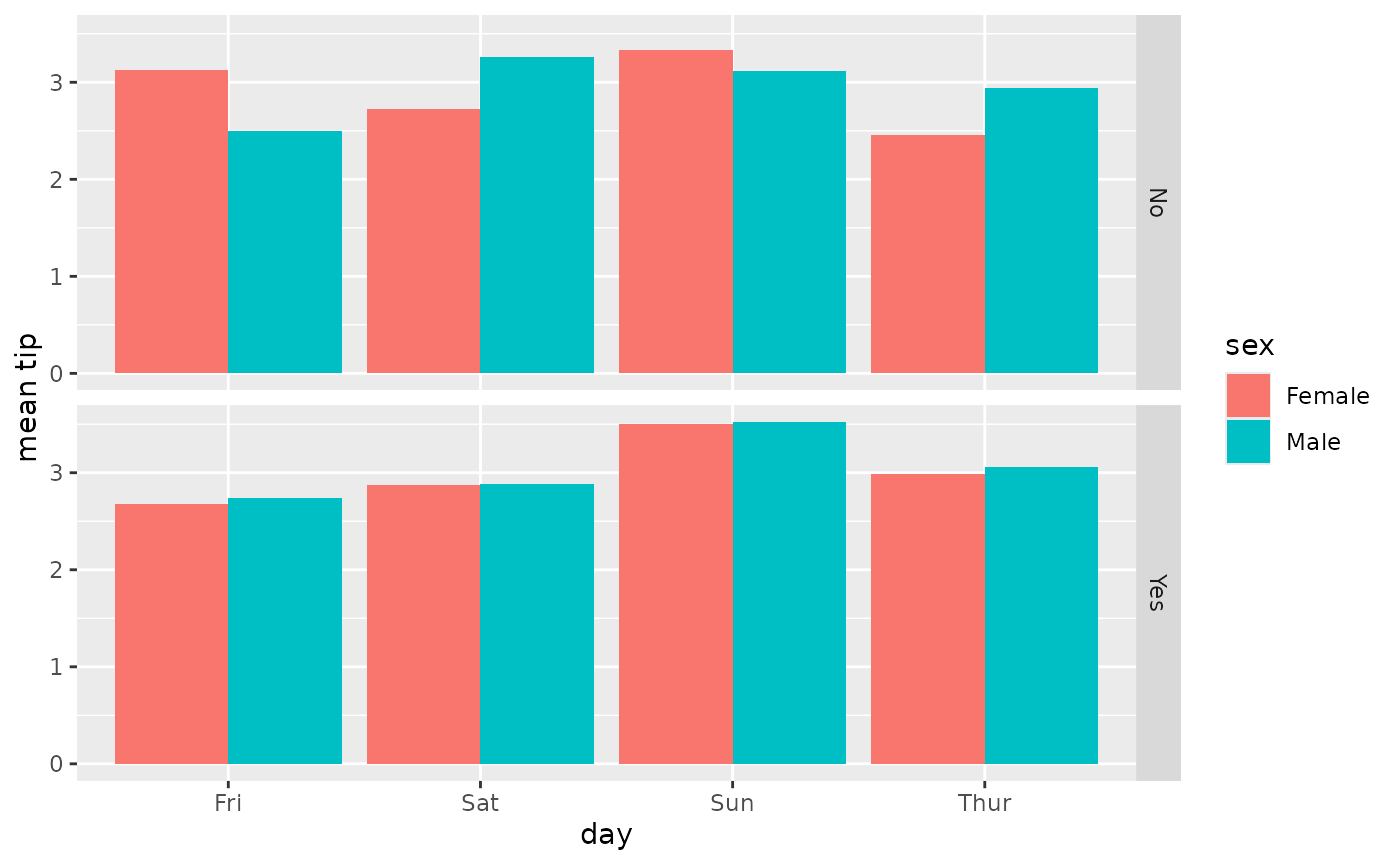 mean tip
3
2
1
0
No
3
2
1
0
Yes
Fri Sat Sun Thur
day
sex
Female
Male